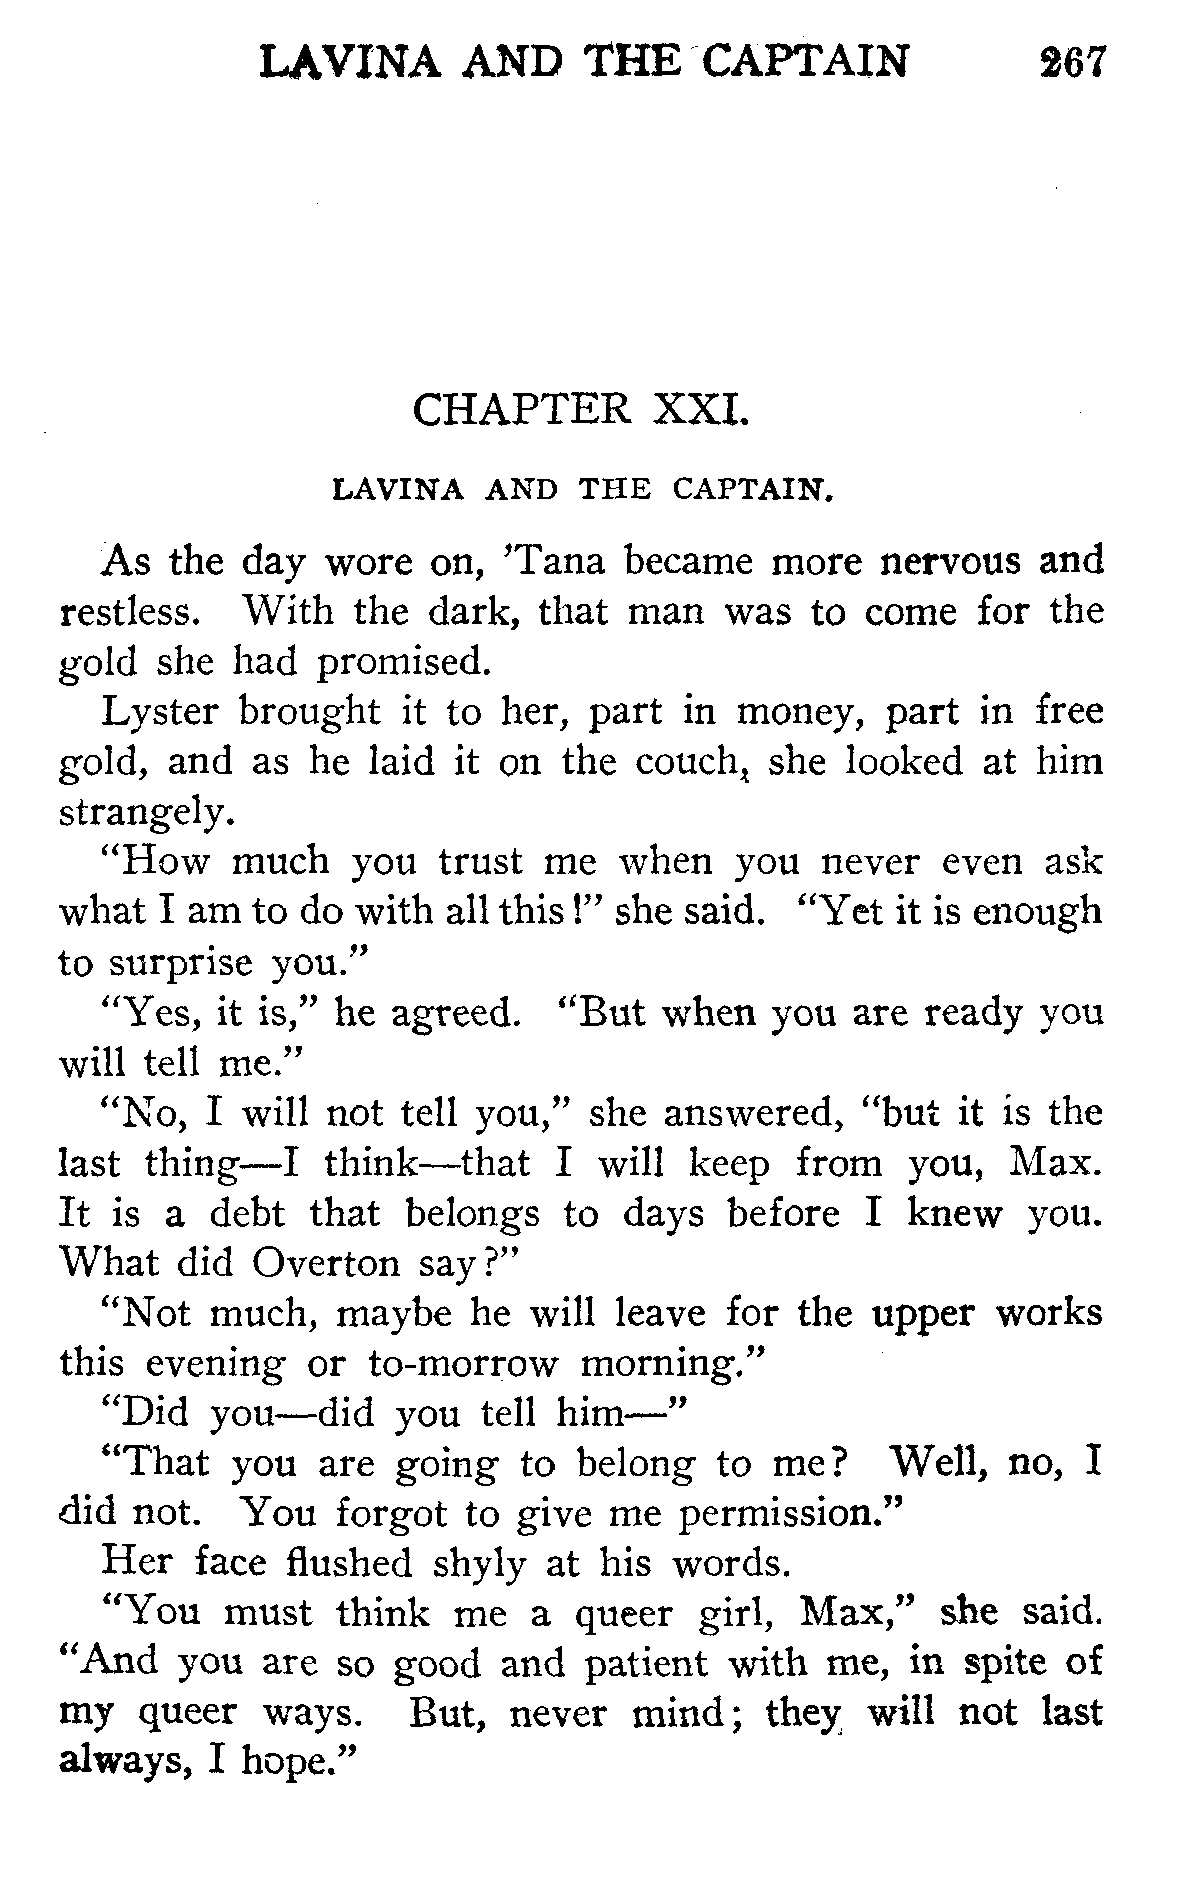 LAVINA AND THE CAPTAIN 267
CHAPTER XXI.
LAVINA AND THE CAPTAIN.
As the day wore on, ’Tana became more nervous and
restless. With the dark, that man was to come for the
gold she had promised.
Lyster brought it to her, part in money, part in free
gold, and as he laid it on the couch, she looked at him
strangely.
“How much you trust me when you never even ask
what I am to do with all this!” she said. “Yet it is enough
to surprise you.”
“Yes, it is,” he agreed. “But when you are ready you
will tell me.”
“No, I will not tell you,” she answered, “but it is the
last thing—I think—that I will keep from you, Max.
It is a debt that belongs to days before I knew you.
What did Overton say?”
“Not much, maybe he will leave for the upper works
this evening or to-morrow morning.”
“Did you—did you tell him—”
“That you are going to belong to me? Well, no, I
did not. You forgot to give me permission.”
Her face flushed shyly at his words.
“You must think me a queer girl, Max,” she said.
“And you are so good and patient with me, in spite of
my queer ways. But, never mind; they will not last
always, I hope.”